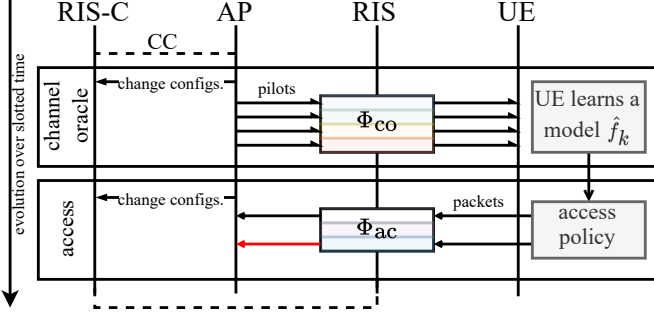 RIS-C AP RIS UE
CC
evolution over slotted time
channel
oracle
change configs.
pilots
Φco
UE learns a
model f̂k
access
change configs.
Φac
packets
access
policy